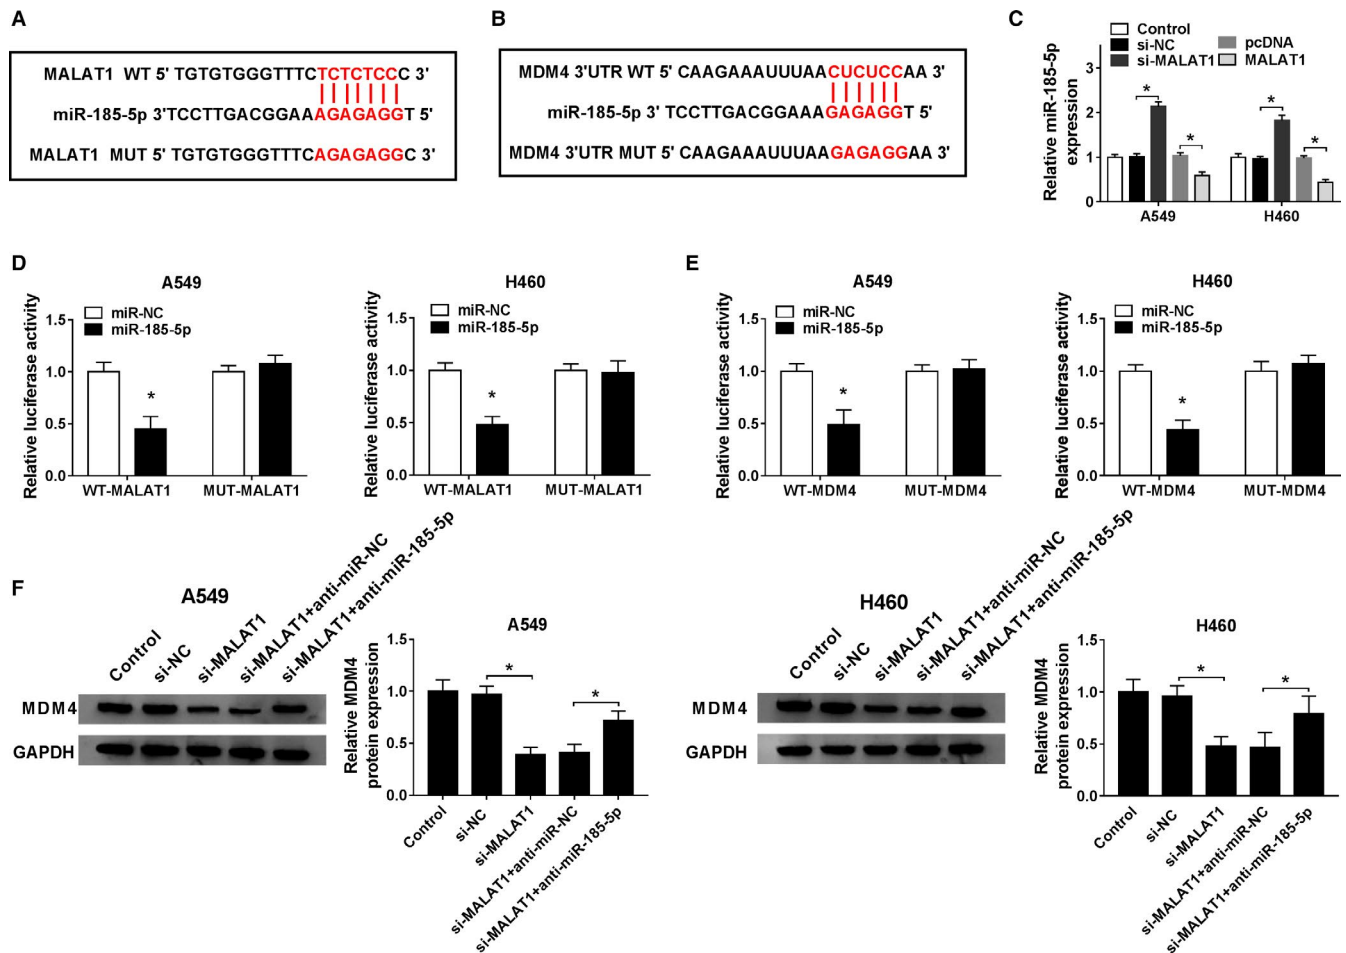 A
MALAT1 WT 5' TGTGTGGGTTTCTCTCTCCC 3'
miR-185-5p 3'TCCTTGACGGAAAGAGAGGT 5'
MALAT1 MUT 5' TGTGTGGGTTTCAGAGAGGC 3'
B
MDM4 3'UTR WT 5' CAAGAAAUUUAACUCUCCAA 3'
miR-185-5p 3' TCCTTGACGGAAAGAGAGGT 5'
MDM4 3'UTR MUT 5' CAAGAAAUUUAAGAGAGGAA 3'
C
Control
si-NC
si-MALAT1
pcDNA
MALAT1
Relative miR-185-5p
expression
3
2
1
0
*
*
*
*
A549
H460
D
A549
miR-NC
miR-185-5p
Relative luciferase activity
1.5
1.0
0.5
0.0
*
WT-MALAT1
MUT-MALAT1
H460
miR-NC
miR-185-5p
Relative luciferase activity
1.5
1.0
0.5
0.0
*
WT-MALAT1
MUT-MALAT1
E
A549
miR-NC
miR-185-5p
Relative luciferase activity
1.5
1.0
0.5
0.0
*
WT-MDM4
MUT-MDM4
H460
miR-NC
miR-185-5p
Relative luciferase activity
1.5
1.0
0.5
0.0
*
WT-MDM4
MUT-MDM4
F
A549
Control
si-NC
si-MALAT1
si-MALAT1+anti-miR-NC
si-MALAT1+anti-miR-185-5p
MDM4
GAPDH
A549
Relative MDM4
protein expression
1.5
1.0
0.5
0.0
*
*
Control
si-NC
si-MALAT1
si-MALAT1+anti-miR-NC
si-MALAT1+anti-miR-185-5p
H460
Control
si-NC
si-MALAT1
si-MALAT1+anti-miR-NC
si-MALAT1+anti-miR-185-5p
MDM4
GAPDH
H460
Relative MDM4
protein expression
1.5
1.0
0.5
0.0
*
*
Control
si-NC
si-MALAT1
si-MALAT1+anti-miR-NC
si-MALAT1+anti-miR-185-5p